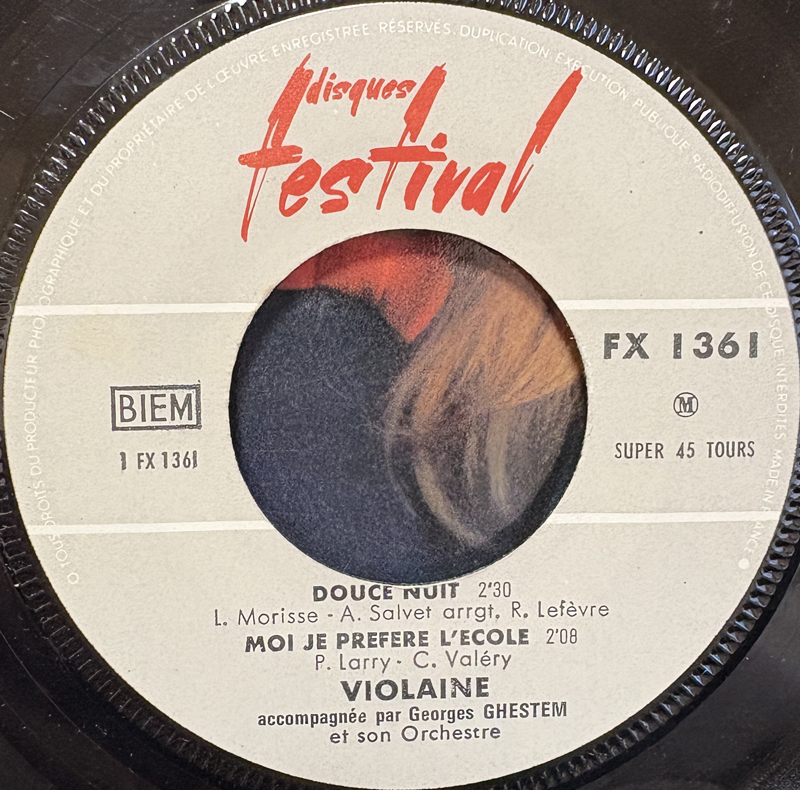 O TOUS DROITS DU PRODUCTEUR PHONOGRAPHIQUE ET DU PROPRIÉTAIRE DE L'ŒUVRE ENREGISTRÉE RÉSERVÉS. DUPLICATION EXÉCUTION PUBLIQUE RADIODIFFUSION DE CE DISQUE INTERDITES MADE IN FRANCE
disques
festival
FX 1361
BIEM
M
1 FX 1361
SUPER 45 TOURS
DOUCE NUIT 2'30
L. Morisse - A. Salvet arrgt, R. Lefèvre
MOI JE PREFERE L'ECOLE 2'08
P. Larry - C. Valéry
VIOLAINE
accompagnée par Georges GHESTEM
et son Orchestre